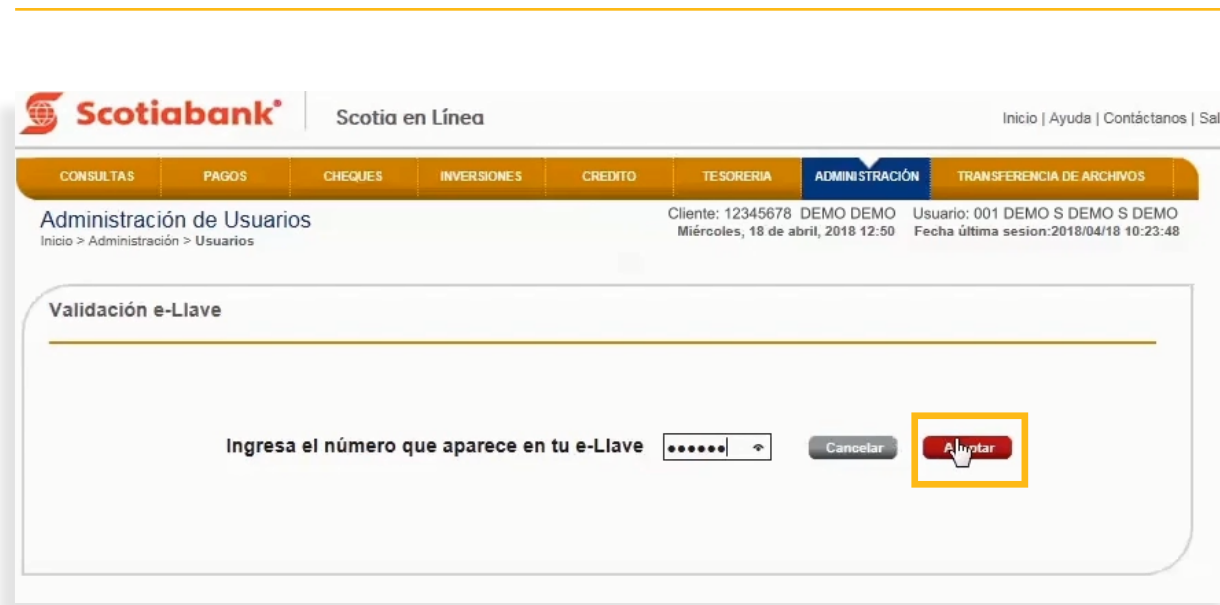 Scotiabank Scotia en Línea Inicio | Ayuda | Contáctanos | Sal
CONSULTAS PAGOS CHEQUES INVERSIONES CREDITO TESORERIA ADMINISTRACIÓN TRANSFERENCIA DE ARCHIVOS
Administración de Usuarios Cliente: 12345678 DEMO DEMO Usuario: 001 DEMO S DEMO S DEMO
Inicio > Administración > Usuarios Miércoles, 18 de abril, 2018 12:50 Fecha última sesion:2018/04/18 10:23:48
Validación e-Llave
Ingresa el número que aparece en tu e-Llave •••••• Cancelar